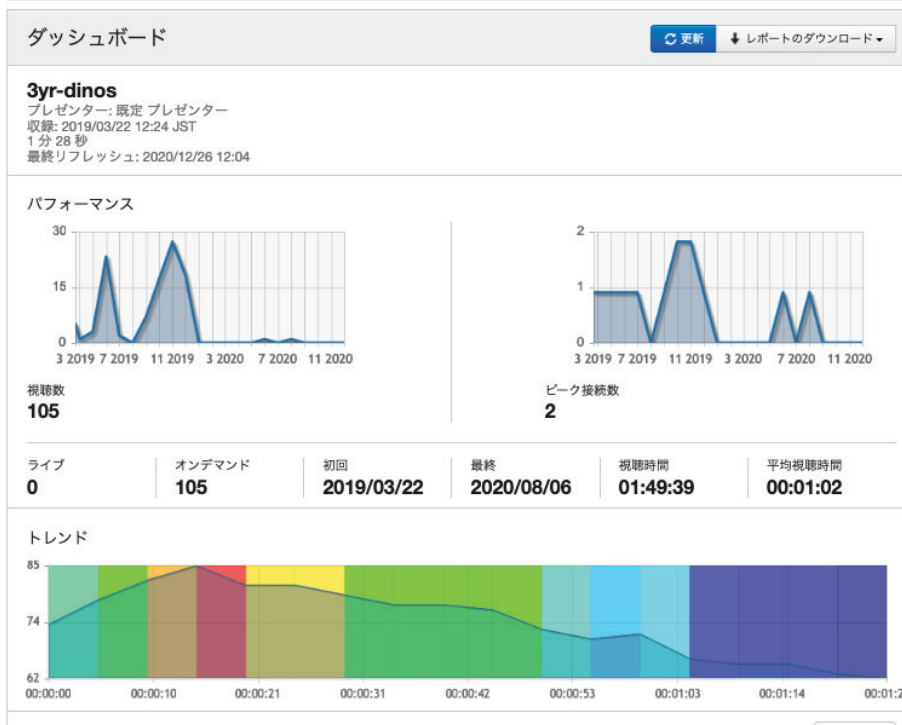 ダッシュボード
更新
レポートのダウンロード
3yr-dinos
プレゼンター: 既定 プレゼンター
収録: 2019/03/22 12:24 JST
1 分 28 秒
最終リフレッシュ: 2020/12/26 12:04
パフォーマンス
30
15
0
3 2019 7 2019 11 2019 3 2020 7 2020 11 2020
視聴数
105
2
1
0
3 2019 7 2019 11 2019 3 2020 7 2020 11 2020
ピーク接続数
2
ライブ
0
オンデマンド
105
初回
2019/03/22
最終
2020/08/06
視聴時間
01:49:39
平均視聴時間
00:01:02
トレンド
85
74
62
00:00:00 00:00:10 00:00:21 00:00:31 00:00:42 00:00:53 00:01:03 00:01:14 00:01:2